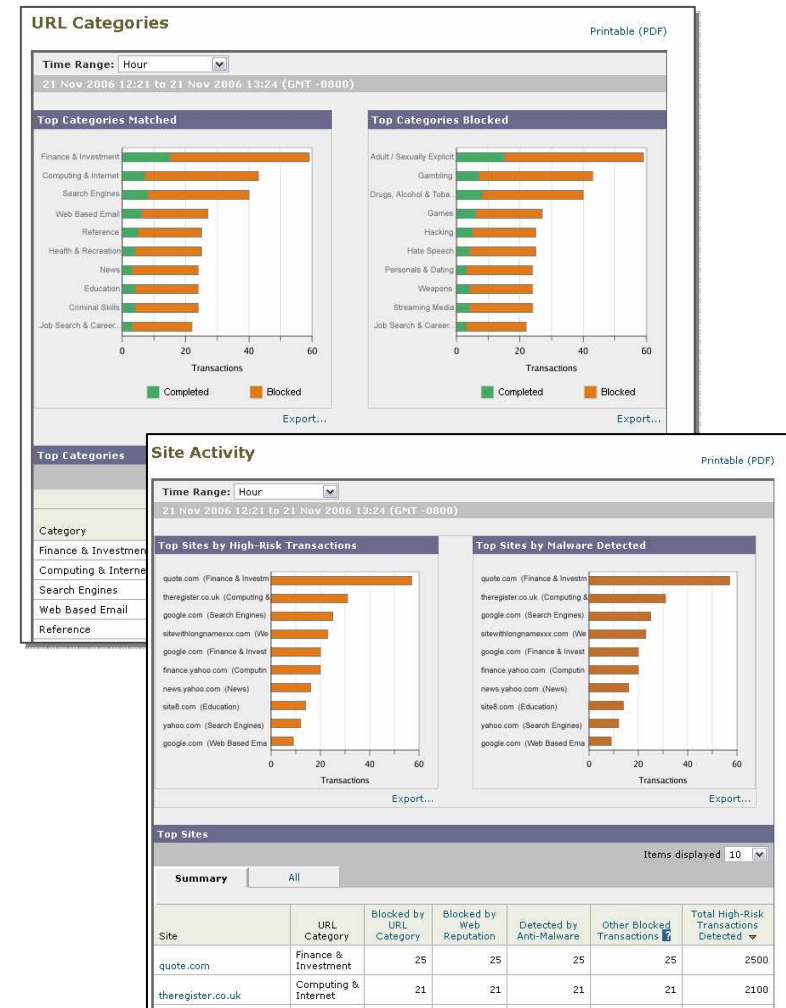 URL Categories
Printable (PDF)
Time Range: Hour
21 Nov 2006 12:21 to 21 Nov 2006 13:24 (GMT -0800)
Top Categories Matched
Finance & Investment
Computing & Internet
Search Engines
Web Based Email
Reference
Health & Recreation
News
Education
Criminal Skills
Job Search & Career...
0 20 40 60
Transactions
Completed Blocked
Export...
Top Categories Blocked
Adult / Sexually Explicit
Gambling
Drugs, Alcohol & Toba..
Games
Hacking
Hate Speech
Personals & Dating
Weapons
Streaming Media
Job Search & Career...
0 20 40 60
Transactions
Completed Blocked
Export...
Top Categories
Category
Finance & Investmen
Computing & Interne
Search Engines
Web Based Email
Reference
Site Activity
Printable (PDF)
Time Range: Hour
21 Nov 2006 12:21 to 21 Nov 2006 13:24 (GMT -0800)
Top Sites by High-Risk Transactions
quote.com (Finance & Investm
theregister.co.uk (Computing &
google.com (Search Engines)
sitewithlongnamexxx.com (We
google.com (Finance & Invest
finance.yahoo.com (Computin
news.yahoo.com (News)
site8.com (Education)
yahoo.com (Search Engines)
google.com (Web Based Ema
0 20 40 60
Transactions
Export...
Top Sites by Malware Detected
quote.com (Finance & Investm
theregister.co.uk (Computing &
google.com (Search Engines)
sitewithlongnamexxx.com (We
google.com (Finance & Invest
finance.yahoo.com (Computin
news.yahoo.com (News)
site8.com (Education)
yahoo.com (Search Engines)
google.com (Web Based Ema
0 20 40 60
Transactions
Export...
Top Sites
Items displayed 10
Summary All
Site
URL Category
Blocked by URL Category
Blocked by Web Reputation
Detected by Anti-Malware
Other Blocked Transactions ?
Total High-Risk Transactions Detected
quote.com Finance & Investment 25 25 25 25 2500
theregister.co.uk Computing & Internet 21 21 21 21 2100